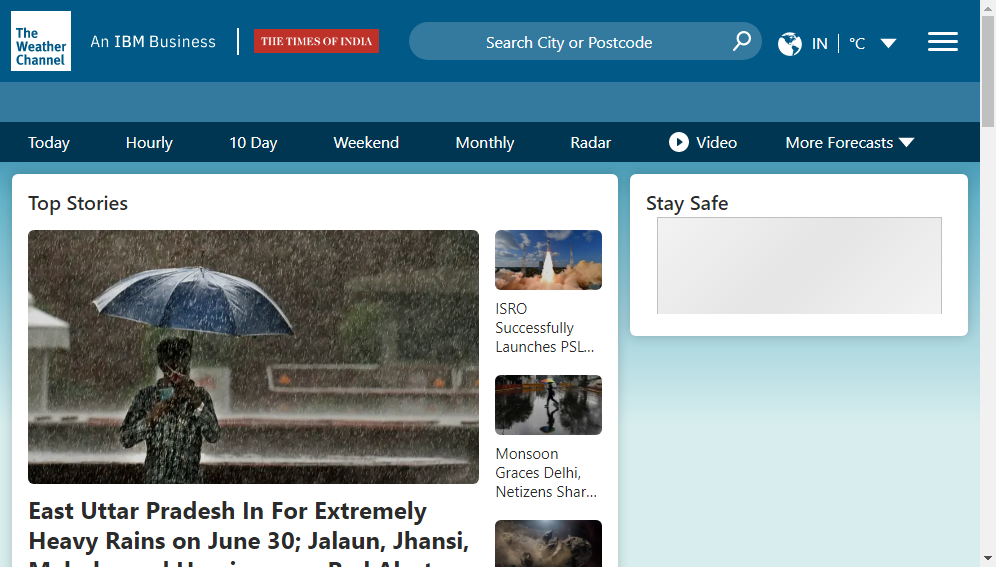 The
Weather
Channel
An IBM Business
THE TIMES OF INDIA
Search City or Postcode
IN
°C
Today
Hourly
10 Day
Weekend
Monthly
Radar
Video
More Forecasts
Top Stories
Stay Safe
ISRO
Successfully
Launches PSL...
Monsoon
Graces Delhi,
Netizens Shar...
East Uttar Pradesh In For Extremely
Heavy Rains on June 30; Jalaun, Jhansi,